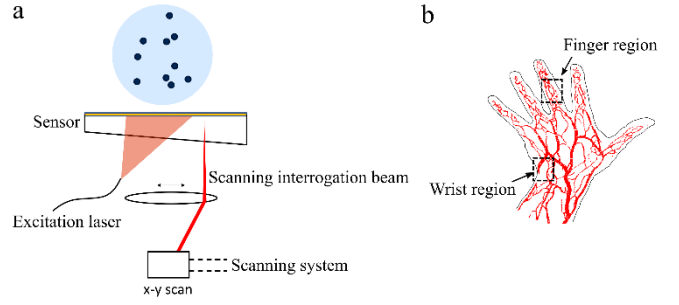 a
Sensor
Scanning interrogation beam
Excitation laser
Scanning system
x-y scan
b
Finger region
Wrist region